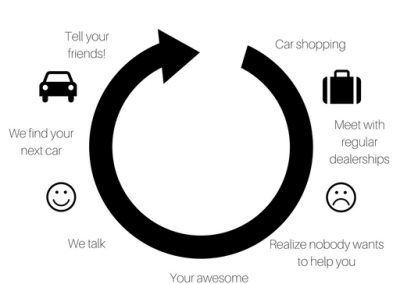 Car shopping
Meet with
regular
dealerships
Realize nobody wants
to help you
Your awesome
We talk
We find your
next car
Tell your
friends!